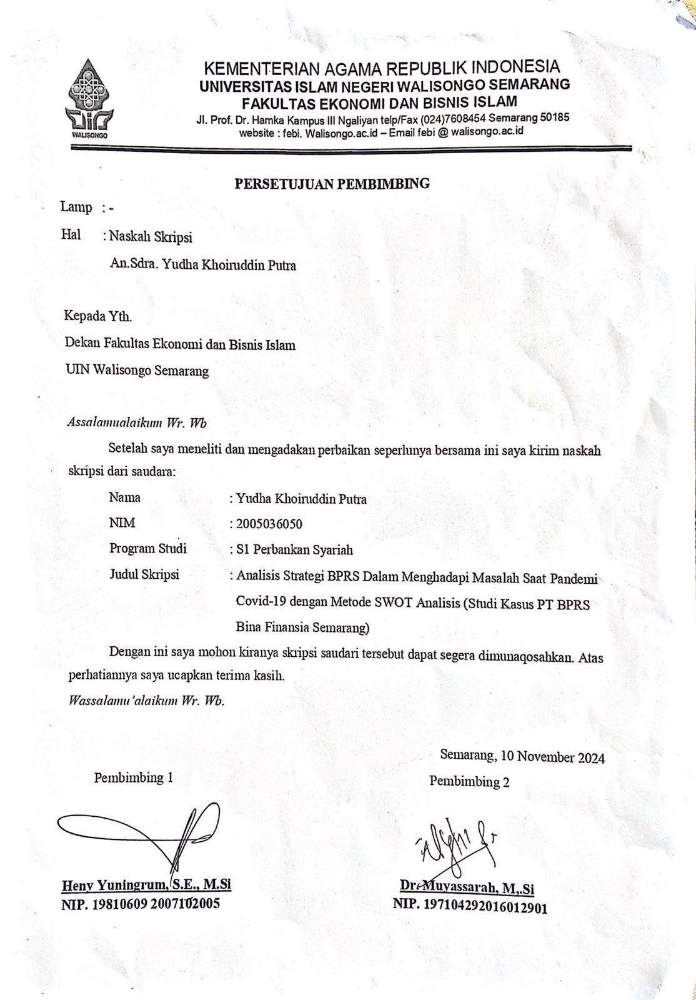 KEMENTERIAN AGAMA REPUBLIK INDONESIA
UNIVERSITAS ISLAM NEGERI WALISONGO SEMARANG
FAKULTAS EKONOMI DAN BISNIS ISLAM
Jl. Prof. Dr. Hamka Kampus III Ngaliyan telp/Fax (024)7608454 Semarang 50185
website : febi. Walisongo.ac.id – Email febi @ walisongo.ac.id
WALISONGO
PERSETUJUAN PEMBIMBING
Lamp : -
Hal : Naskah Skripsi
An.Sdra. Yudha Khoiruddin Putra
Kepada Yth.
Dekan Fakultas Ekonomi dan Bisnis Islam
UIN Walisongo Semarang
Assalamualaikum Wr. Wb
Setelah saya meneliti dan mengadakan perbaikan seperlunya bersama ini saya kirim naskah
skripsi dari saudara:
Nama : Yudha Khoiruddin Putra
NIM : 2005036050
Program Studi : S1 Perbankan Syariah
Judul Skripsi : Analisis Strategi BPRS Dalam Menghadapi Masalah Saat Pandemi
Covid-19 dengan Metode SWOT Analisis (Studi Kasus PT BPRS
Bina Finansia Semarang)
Dengan ini saya mohon kiranya skripsi saudari tersebut dapat segera dimunaqosahkan. Atas
perhatiannya saya ucapkan terima kasih.
Wassalamu'alaikum Wr. Wb.
Semarang, 10 November 2024
Pembimbing 1
Pembimbing 2
Heny Yuningrum, S.E., M.Si
NIP. 19810609 2007102005
Dr. Muyassarah, M,.Si
NIP. 197104292016012901